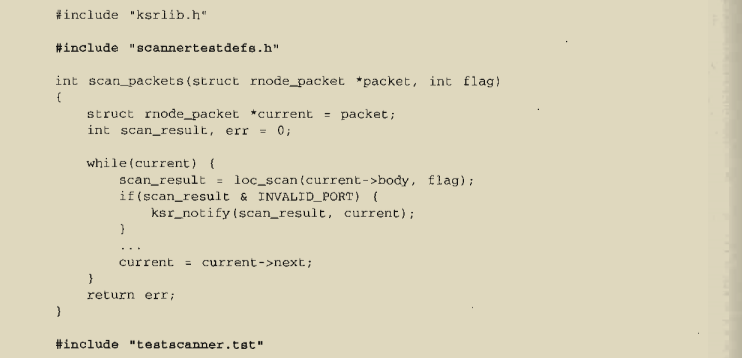 #include "ksrlib.h"
#include "scannertestdefs.h"
int scan_packets(struct rnode_packet *packet, int flag)
{
struct rnode_packet *current = packet;
int scan_result, err = 0;
while(current) {
scan_result = loc_scan(current->body, flag);
if(scan_result & INVALID_PORT) {
ksr_notify(scan_result, current);
}
...
current = current->next;
}
return err;
}
#include "testscanner.tst"